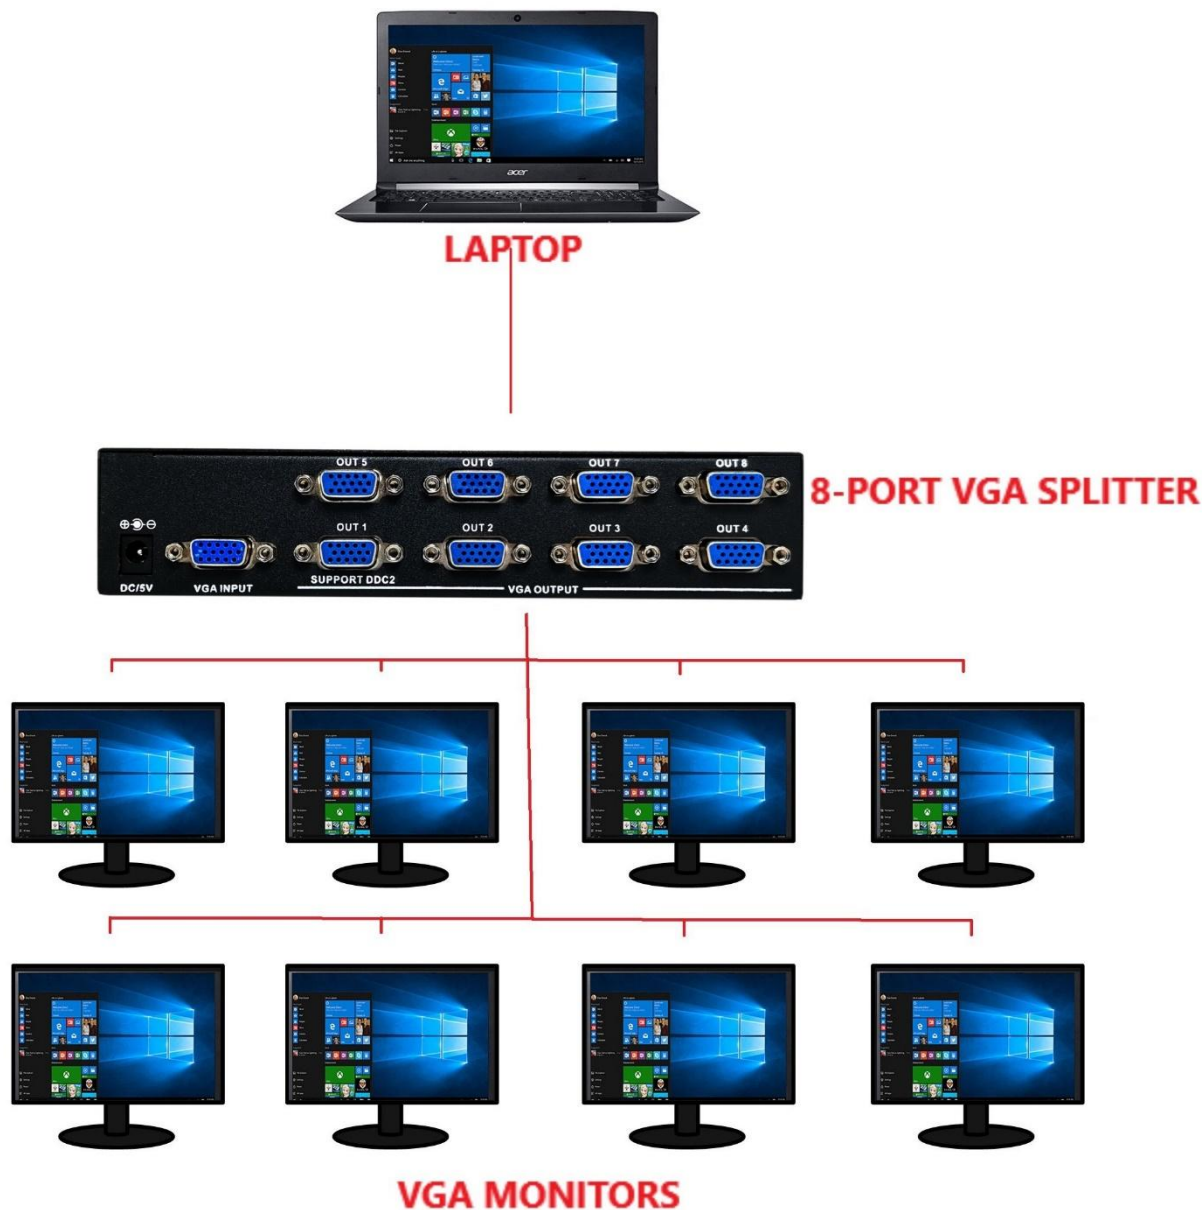 acer
LAPTOP
OUT 5 OUT 6 OUT 7 OUT 8
8-PORT VGA SPLITTER
OUT 1 OUT 2 OUT 3 OUT 4
DC/5V VGA INPUT SUPPORT DDC2 VGA OUTPUT
VGA MONITORS